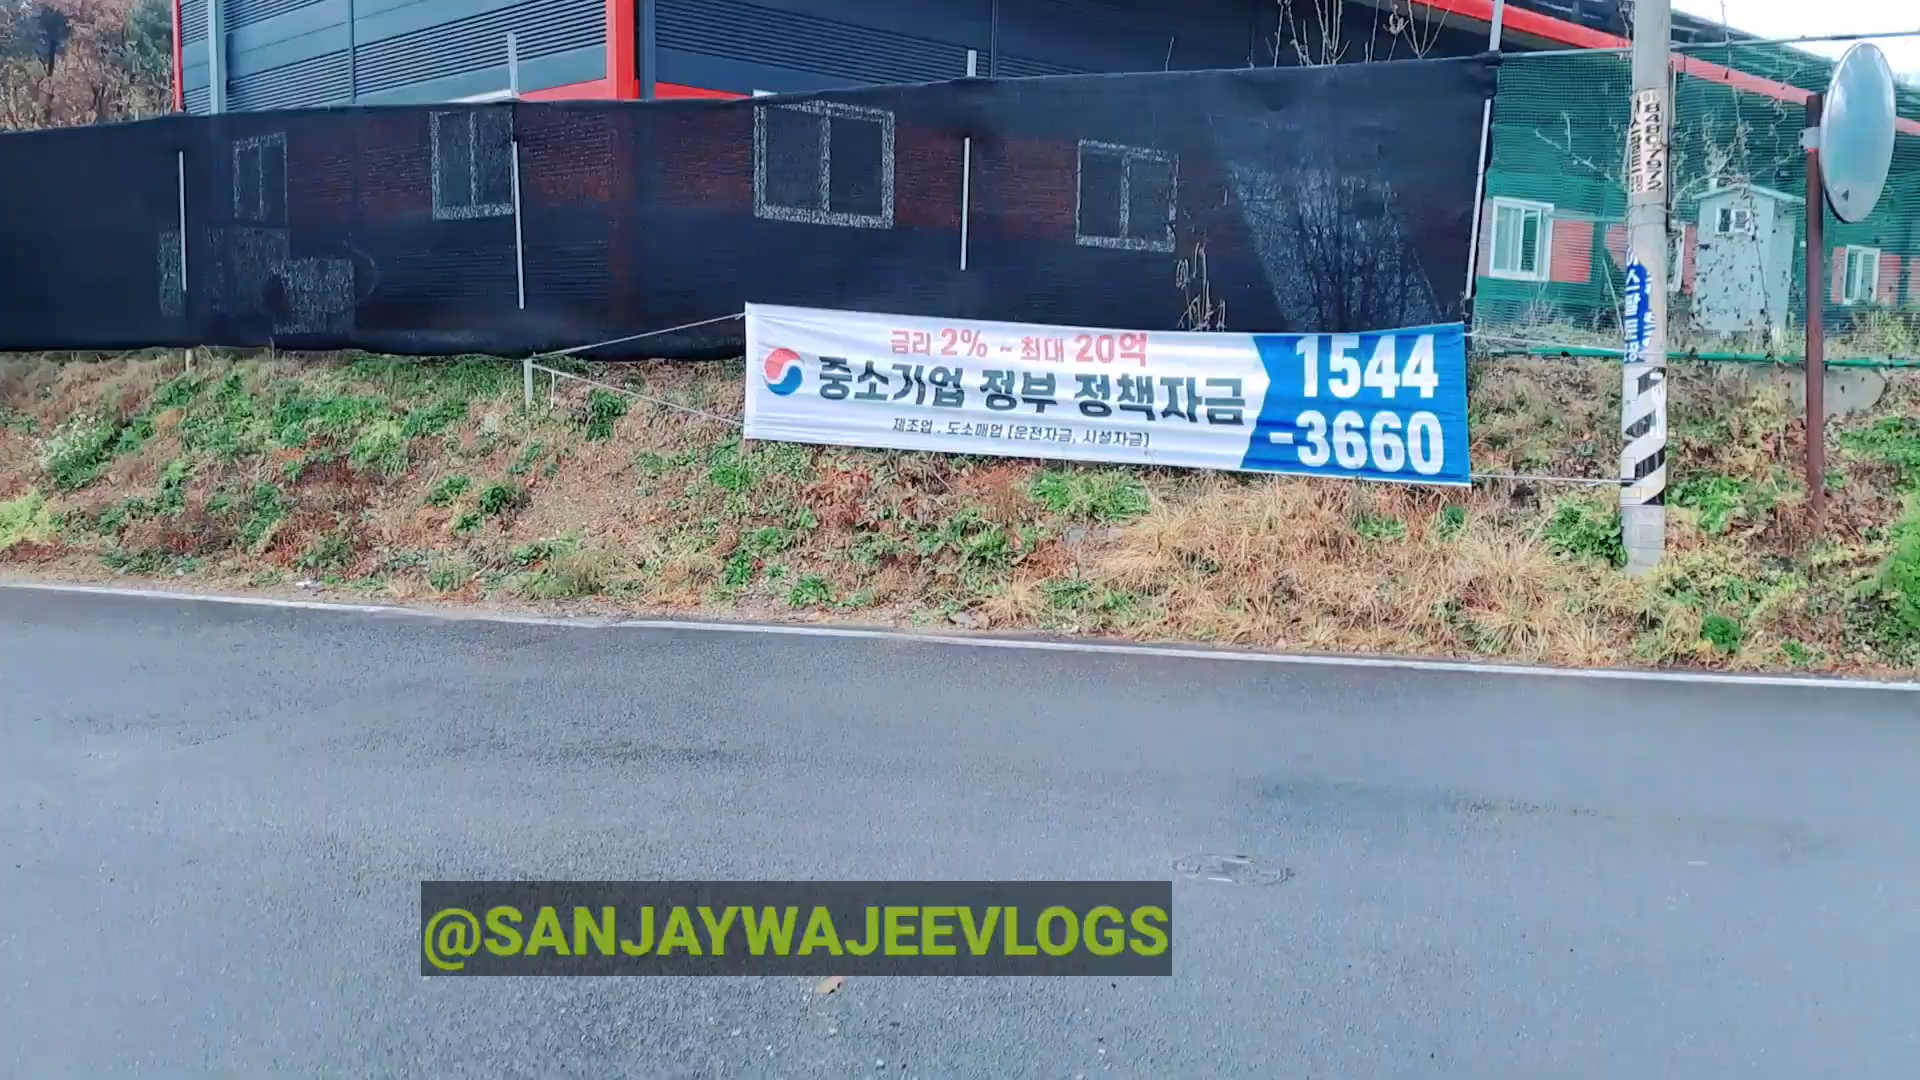 금리 2% ~ 최대 20억
중소기업 정부 정책자금
제조업 . 도소매업 [운전자금, 시설자금]
1544
-3660
@SANJAYWAJEEVLOGS